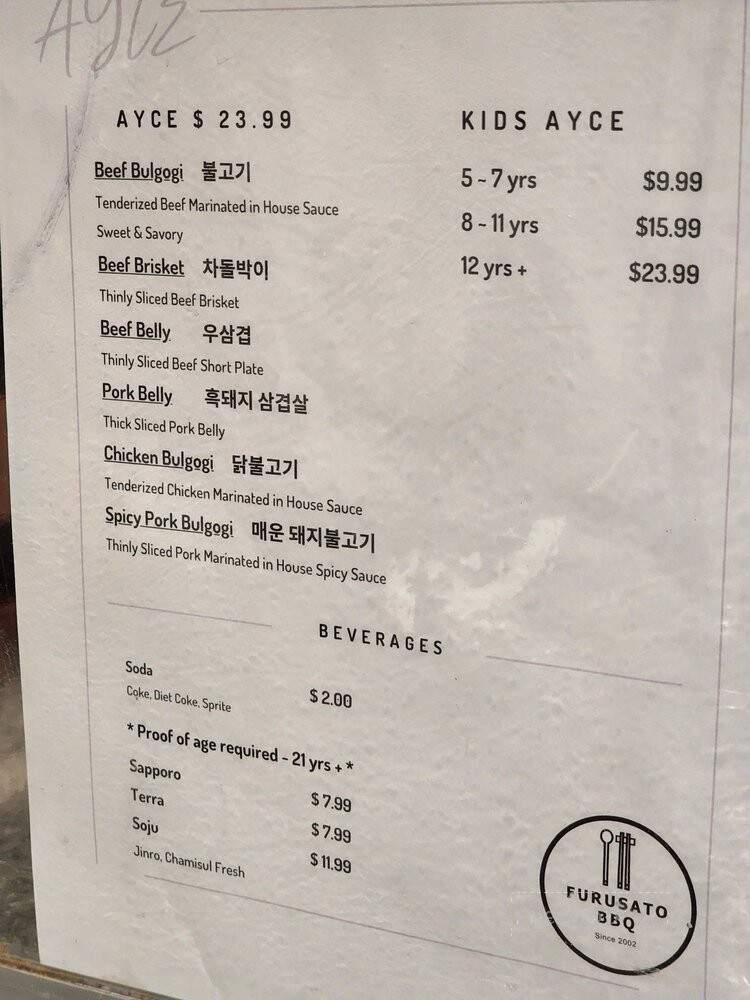 AYCE
AYCE $ 23.99
Beef Bulgogi 불고기
Tenderized Beef Marinated in House Sauce
Sweet & Savory
Beef Brisket 차돌박이
Thinly Sliced Beef Brisket
Beef Belly 우삼겹
Thinly Sliced Beef Short Plate
Pork Belly 흑돼지 삼겹살
Thick Sliced Pork Belly
Chicken Bulgogi 닭불고기
Tenderized Chicken Marinated in House Sauce
Spicy Pork Bulgogi 매운 돼지불고기
Thinly Sliced Pork Marinated in House Spicy Sauce
KIDS AYCE
5 ~ 7 yrs $9.99
8 ~ 11 yrs $15.99
12 yrs + $23.99
BEVERAGES
Soda $ 2.00
Coke, Diet Coke, Sprite
* Proof of age required ~ 21 yrs + *
Sapporo $ 7.99
Terra $ 7.99
Soju $ 11.99
Jinro, Chamisul Fresh
FURUSATO
BBQ
Since 2002